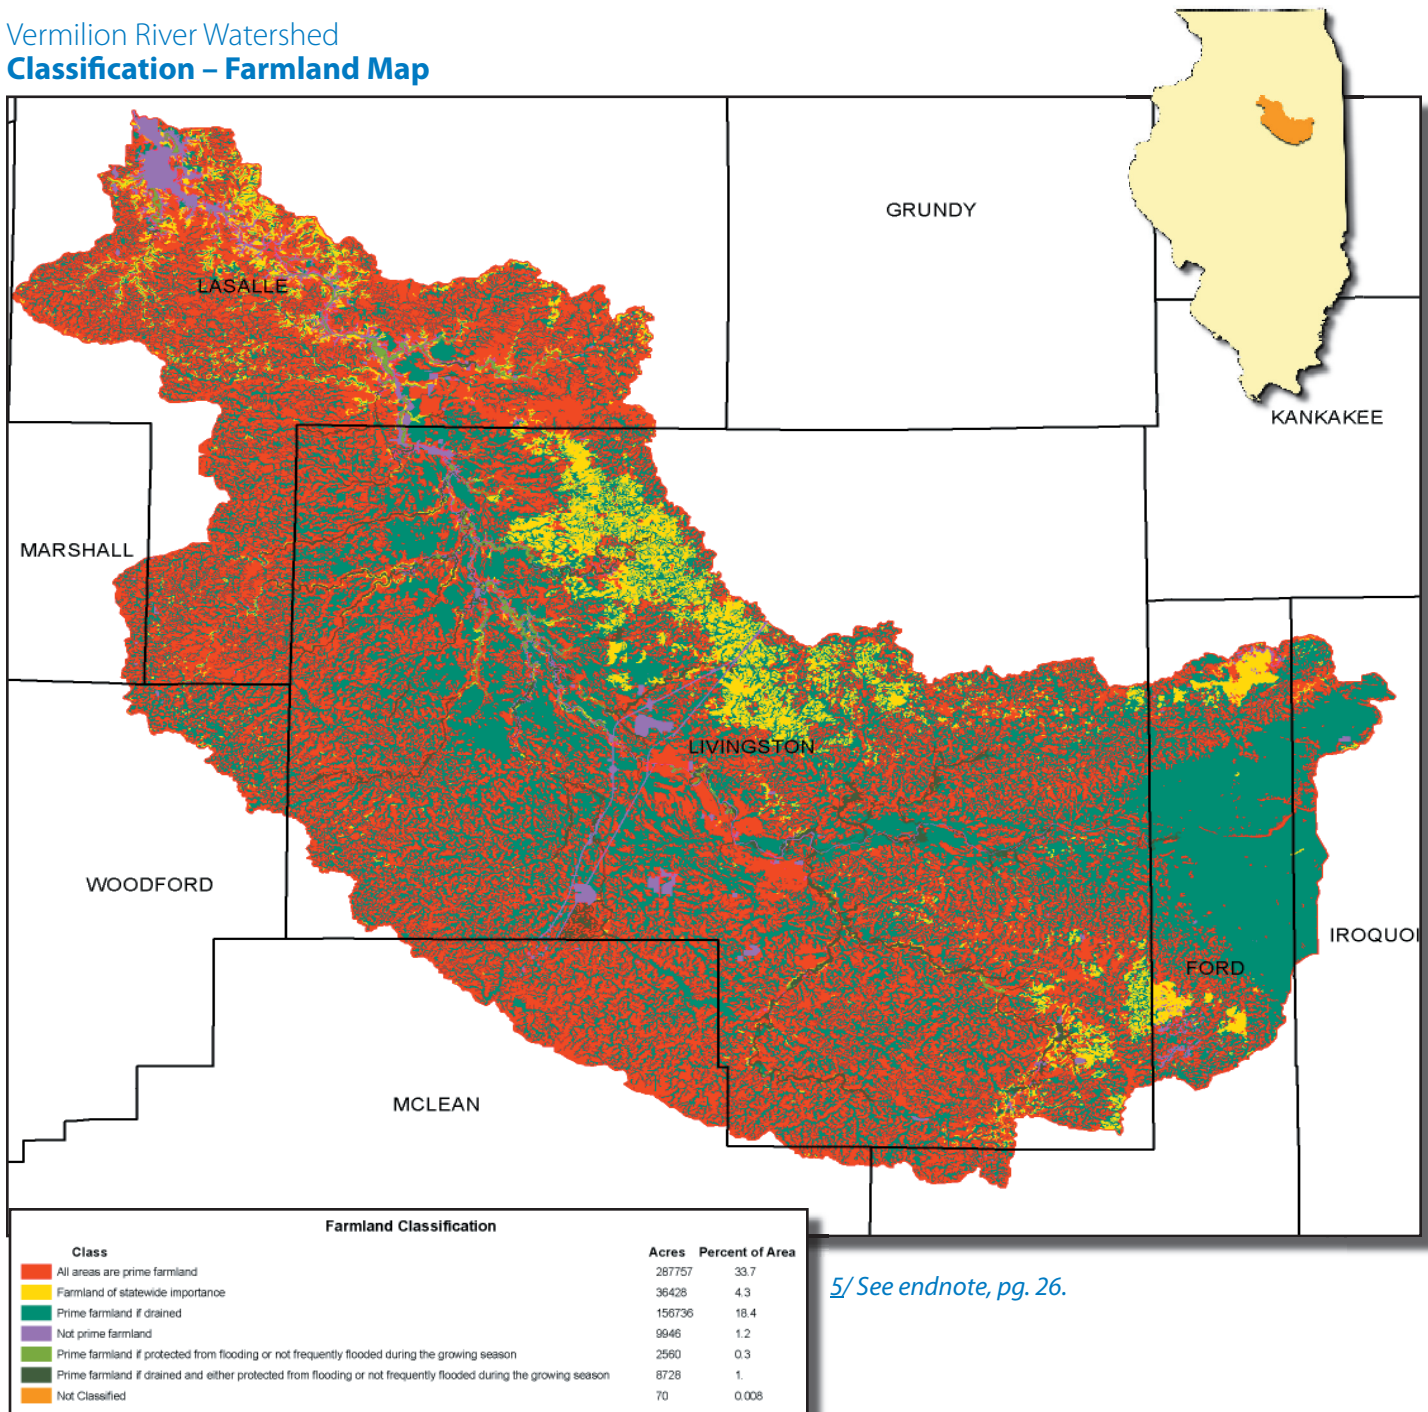 Vermilion River Watershed
Classification – Farmland Map
GRUNDY
LASALLE
KANKAKEE
MARSHALL
LIVINGSTON
WOODFORD
IROQUOI
FORD
MCLEAN
Farmland Classification
Class Acres Percent of Area
All areas are prime farmland 287757 33.7
Farmland of statewide importance 36428 4.3
Prime farmland if drained 156736 18.4
Not prime farmland 9946 1.2
Prime farmland if protected from flooding or not frequently flooded during the growing season 2560 0.3
Prime farmland if drained and either protected from flooding or not frequently flooded during the growing season 8728 1.
Not Classified 70 0.008
5/ See endnote, pg. 26.